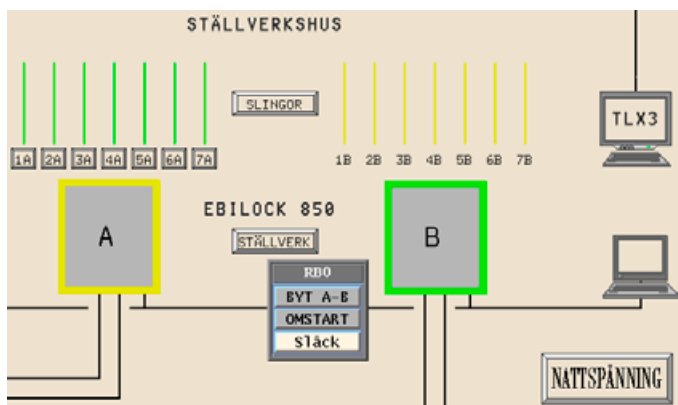 STÄLLVERKSHUS
SLINGOR
TLX3
1A 2A 3A 4A 5A 6A 7A
1B 2B 3B 4B 5B 6B 7B
EBILOCK 850
A
STÄLLVERK
B
RBO
BYT A-B
OMSTART
Släck
NATTSPÄNNING